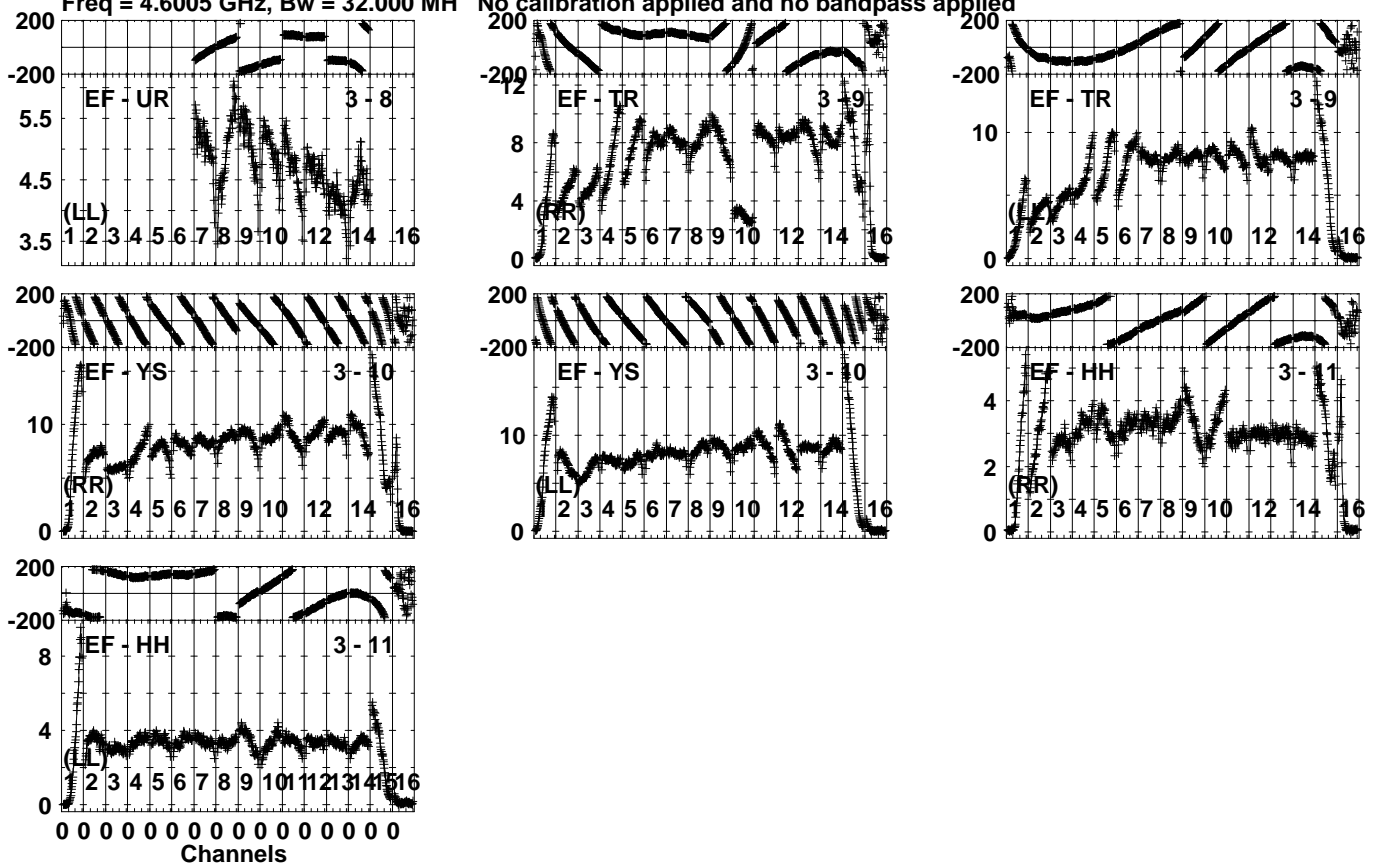 Freq = 4.6005 GHz, Bw = 32.000 MH No calibration applied and no bandpass applied
200
-200
EF - UR 3 - 8
5.5
4.5
3.5
(LL)
1 2 3 4 5 6 7 8 9 10 12 14 16
200
-200
12
EF - TR 3 - 9
8
4
0
(RR)
1 2 3 4 5 6 7 8 9 10 12 14 16
200
-200
EF - TR 3 - 9
10
0
(LL)
1 2 3 4 5 6 7 8 9 10 12 14 16
200
-200
EF - YS 3 - 10
10
0
(RR)
1 2 3 4 5 6 7 8 9 10 12 14 16
200
-200
EF - YS 3 - 10
10
0
(LL)
1 2 3 4 5 6 7 8 9 10 12 14 16
200
-200
EF - HH 3 - 11
4
2
0
(RR)
1 2 3 4 5 6 7 8 9 10 12 14 16
200
-200
EF - HH 3 - 11
8
4
0
(LL)
1 2 3 4 5 6 7 8 9 10 11 12 13 14 15 16
0 0 0 0 0 0 0 0 0 0 0 0 0 0 0 0
Channels